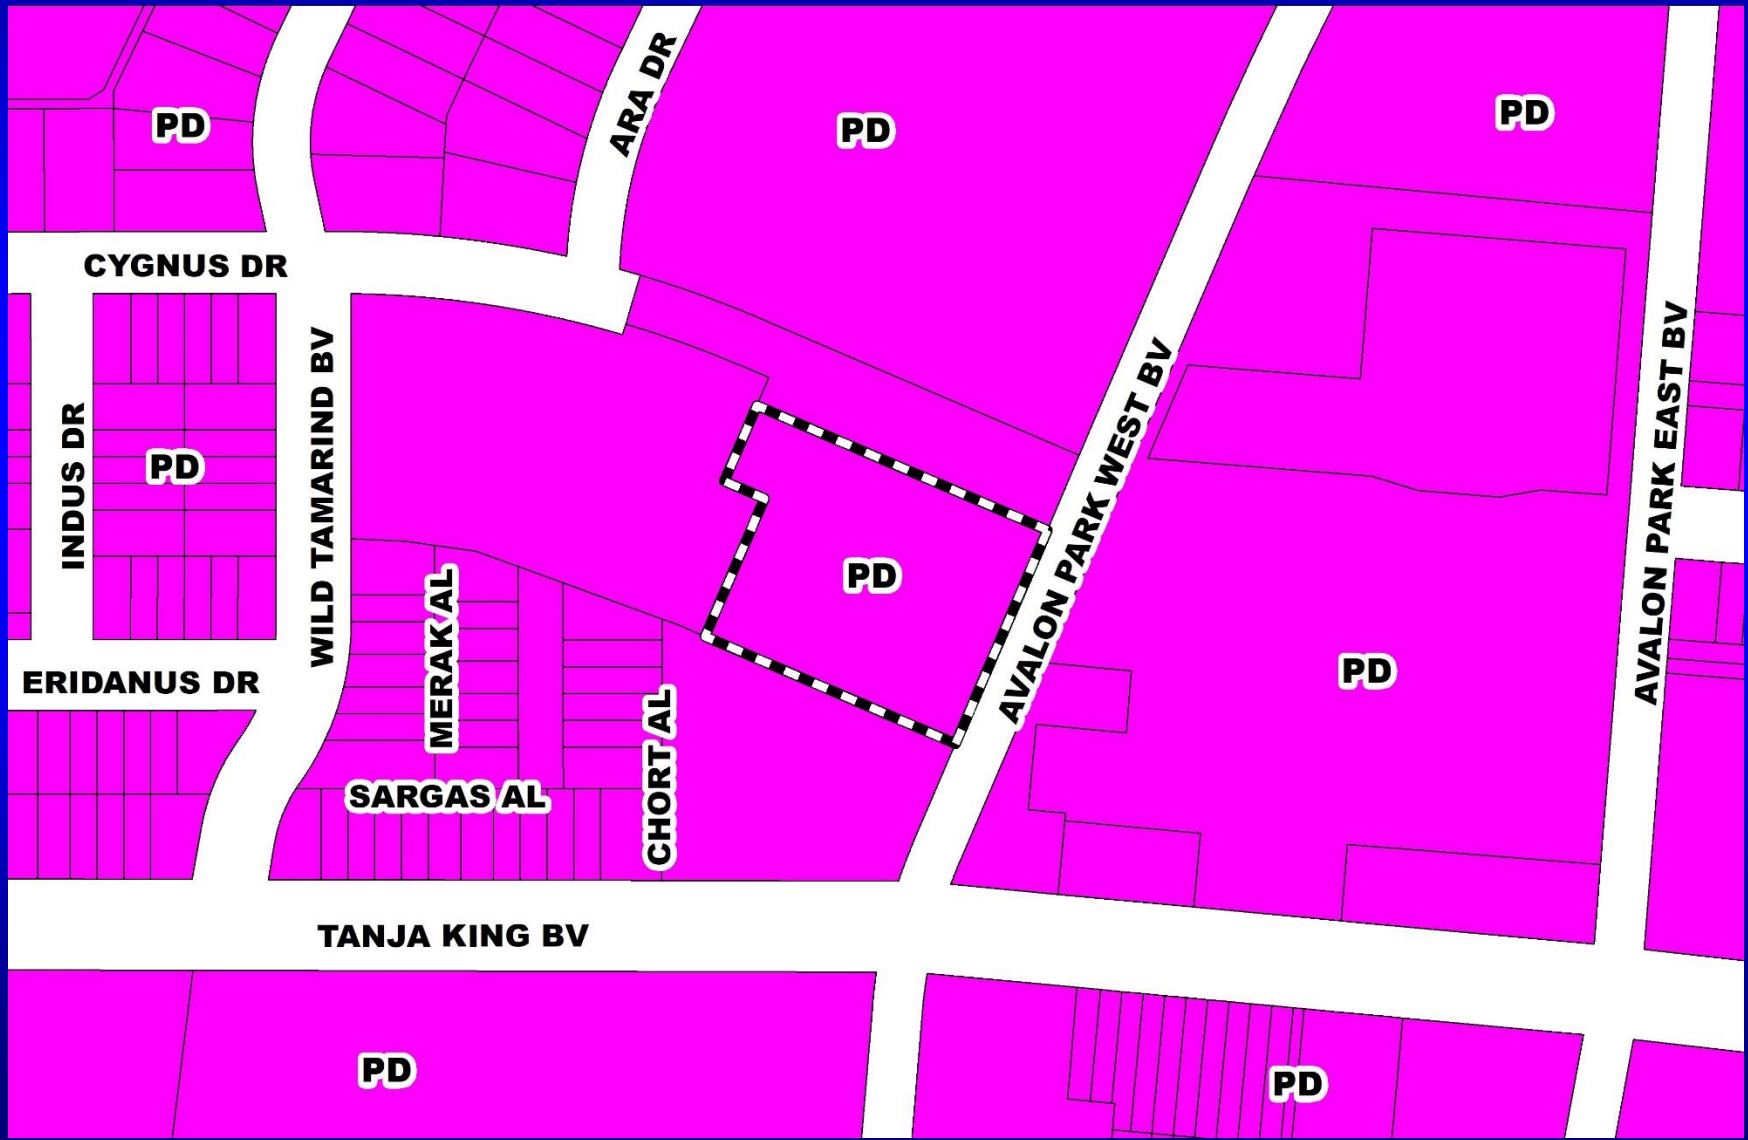 ARA DR
PD
PD
PD
CYGNUS DR
WILD TAMARIND BV
AVALON PARK WEST BV
AVALON PARK EAST BV
INDUS DR
PD
PD
MERAK AL
PD
ERIDANUS DR
CHORT AL
SARGAS AL
TANJA KING BV
PD
PD